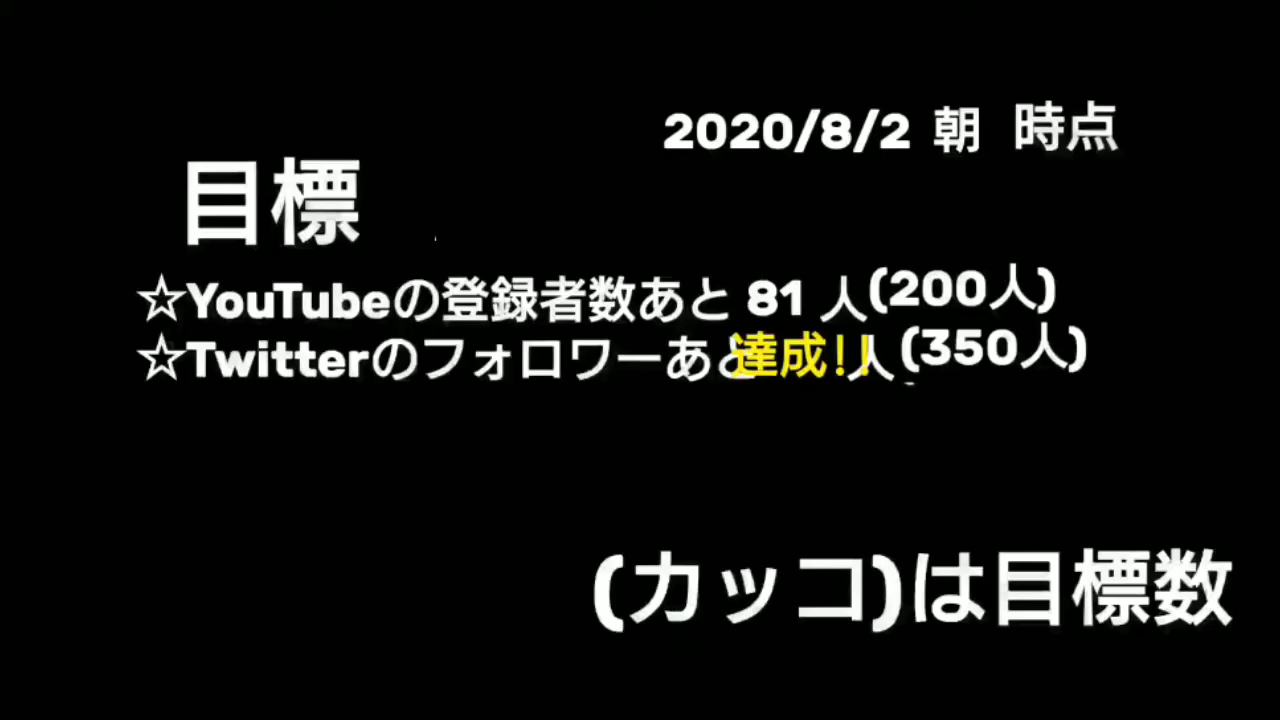 2020/8/2 朝 時点
目標
☆YouTubeの登録者数あと 81 人(200人)
☆Twitterのフォロワーあと達成!!人(350人)
(カッコ)は目標数